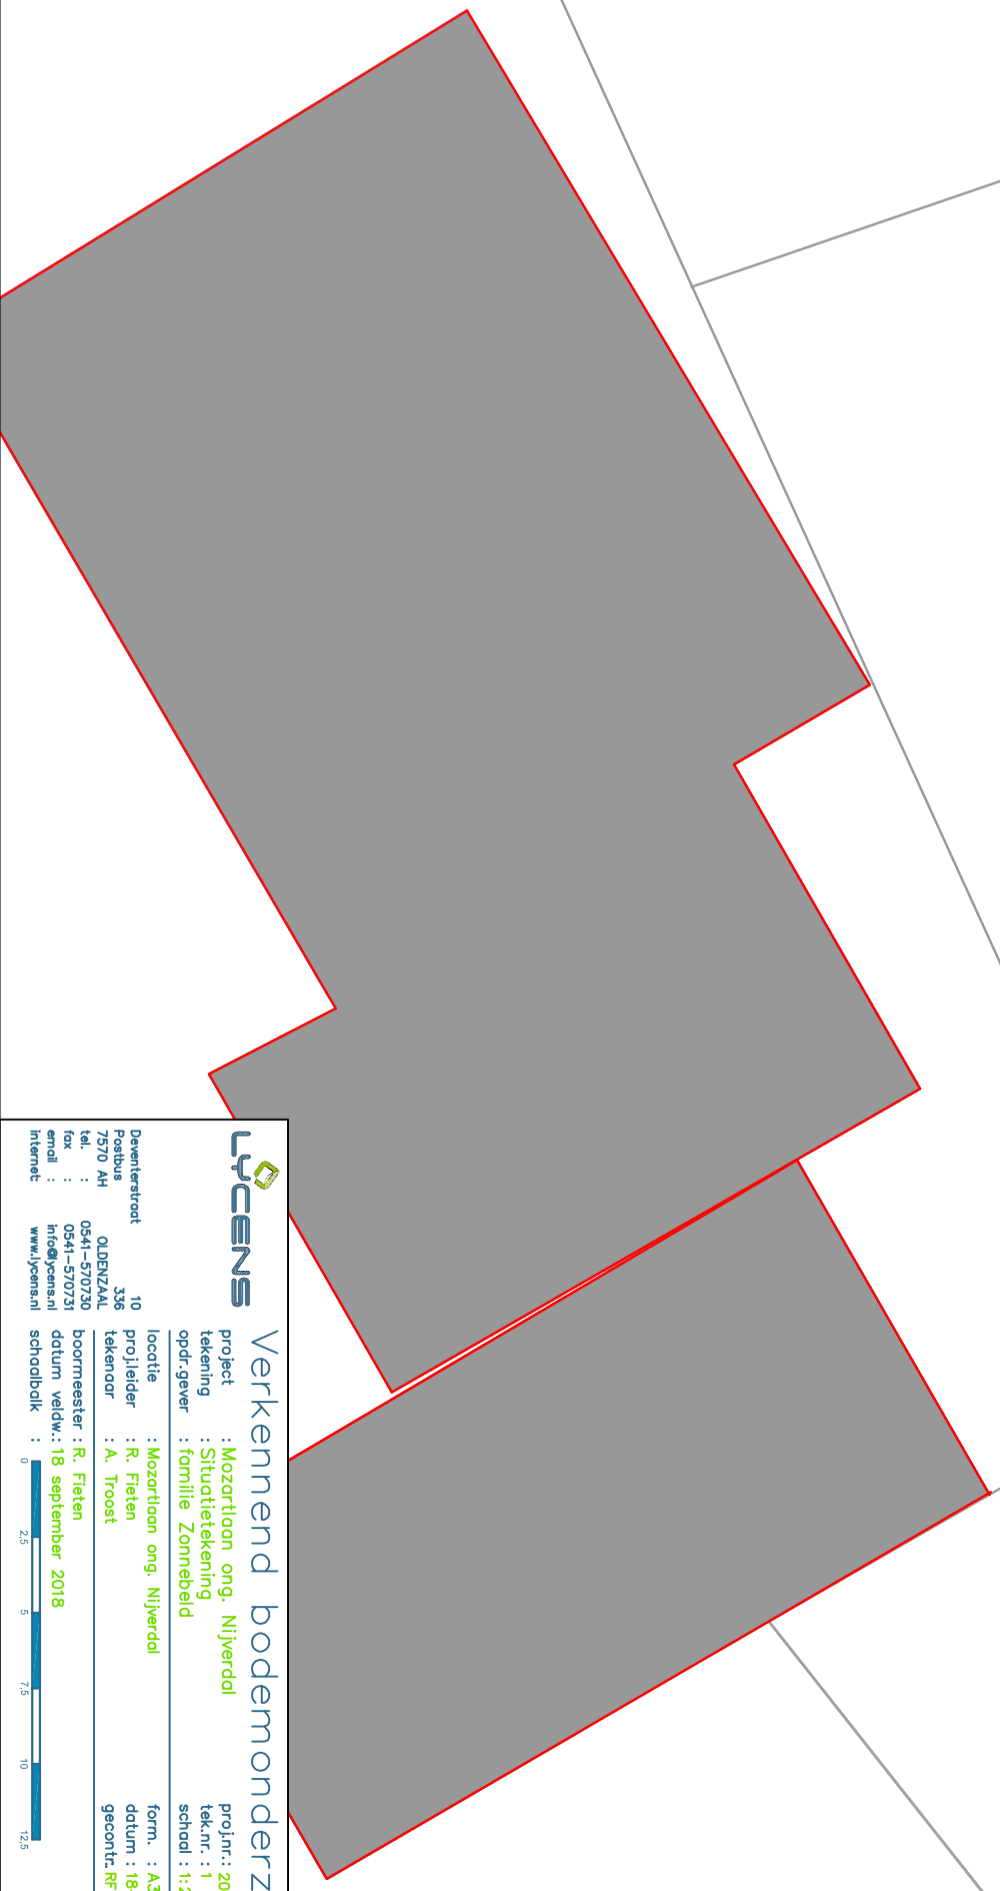 LYCENS
Verkennend bodemonderz
Deventerstraat 10
Postbus 336
7570 AH OLDENZAAL
tel. : 0541-570730
fax : 0541-570731
email : info@lycens.nl
internet: www.lycens.nl
project : Mozartlaan ong. Nijverdal
tekening : Situatietekening
opdr.gever : familie Zonnebeld
locatie : Mozartlaan ong. Nijverdal
proj.leider : R. Fieten
tekenaar : A. Troost
boormeester : R. Fieten
datum veldw.: 18 september 2018
schaalbalk :
0 2,5 5 7,5 10 12,5
proj.nr.: 20
tek.nr. : 1
schaal : 1:
form. : A3
datum : 18
gecontr. RF